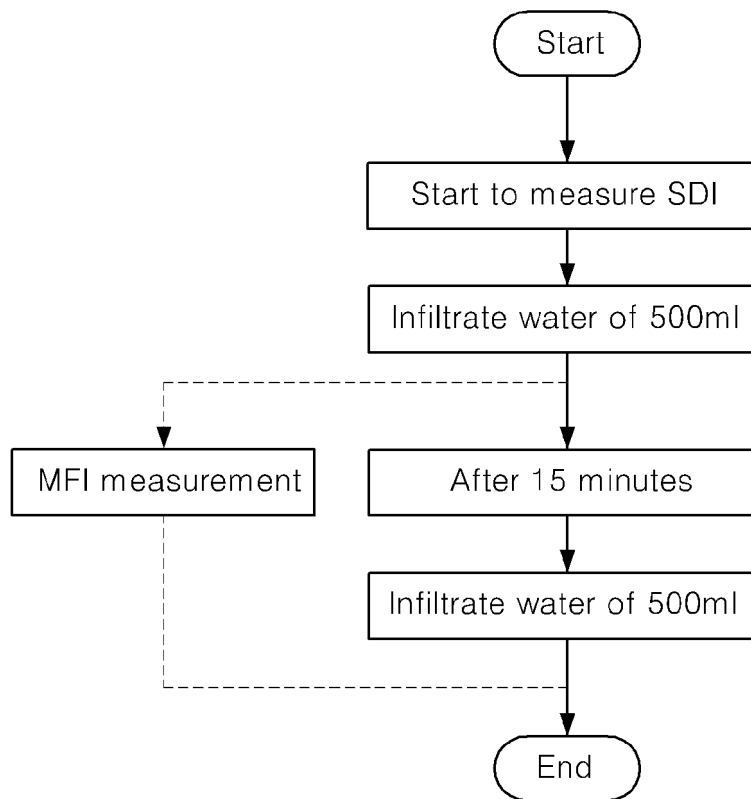 Start
Start to measure SDI
Infiltrate water of 500ml
MFI measurement
After 15 minutes
Infiltrate water of 500ml
End